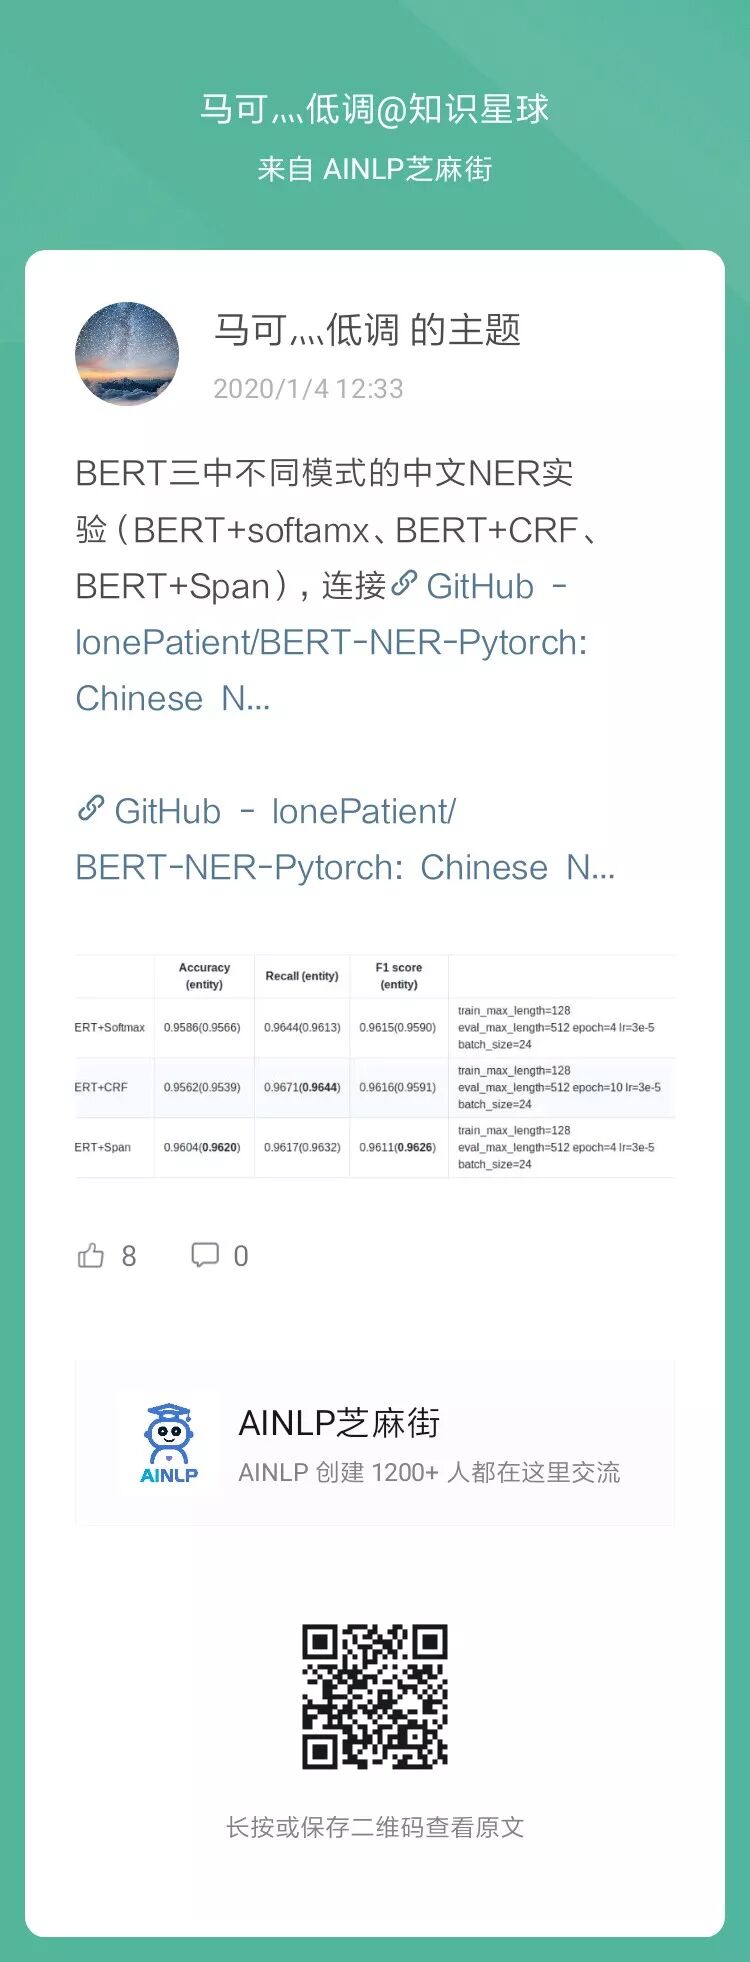 马可灬低调@知识星球
来自 AINLP芝麻街
马可灬低调 的主题
2020/1/4 12:33
BERT三中不同模式的中文NER实
验（BERT+softamx、BERT+CRF、
BERT+Span），连接 GitHub -
lonePatient/BERT-NER-Pytorch:
Chinese N...
GitHub - lonePatient/
BERT-NER-Pytorch: Chinese N...
Accuracy (entity) Recall (entity) F1 score (entity)
ERT+Softmax 0.9586(0.9566) 0.9644(0.9613) 0.9615(0.9590) train_max_length=128 eval_max_length=512 epoch=4 lr=3e-5 batch_size=24
ERT+CRF 0.9562(0.9539) 0.9671(0.9644) 0.9616(0.9591) train_max_length=128 eval_max_length=512 epoch=10 lr=3e-5 batch_size=24
ERT+Span 0.9604(0.9620) 0.9617(0.9632) 0.9611(0.9626) train_max_length=128 eval_max_length=512 epoch=4 lr=3e-5 batch_size=24
8 0
AINLP
AINLP芝麻街
AINLP 创建 1200+ 人都在这里交流
长按或保存二维码查看原文